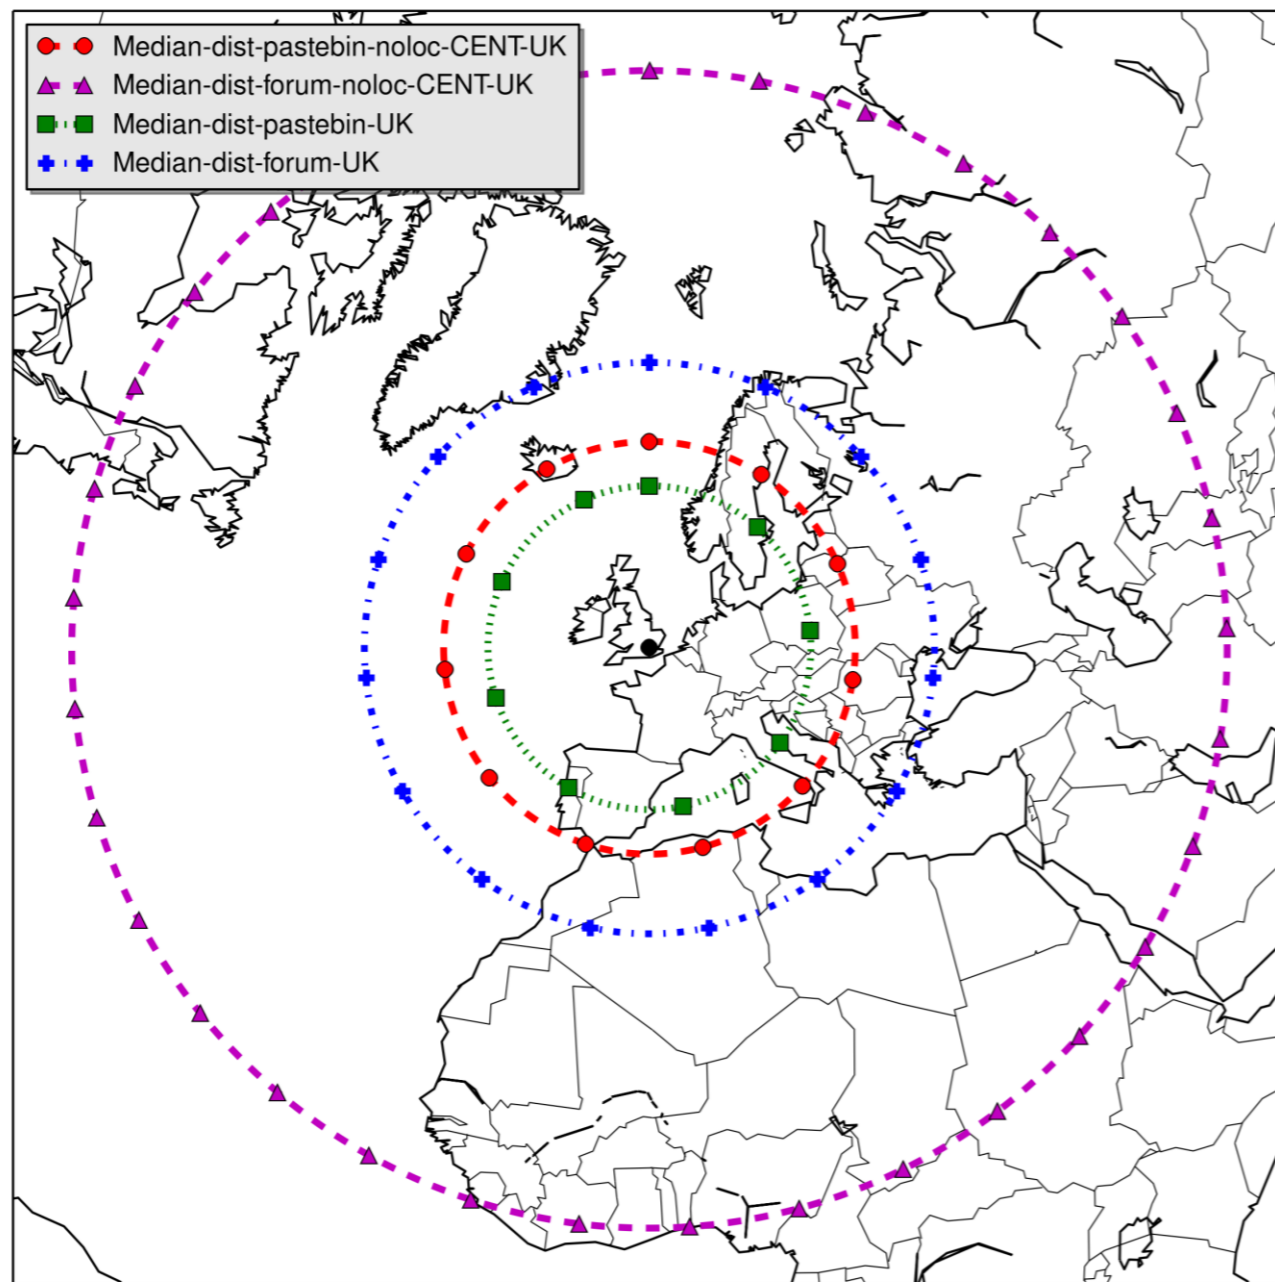 Median-dist-pastebin-noloc-CENT-UK
Median-dist-forum-noloc-CENT-UK
Median-dist-pastebin-UK
Median-dist-forum-UK